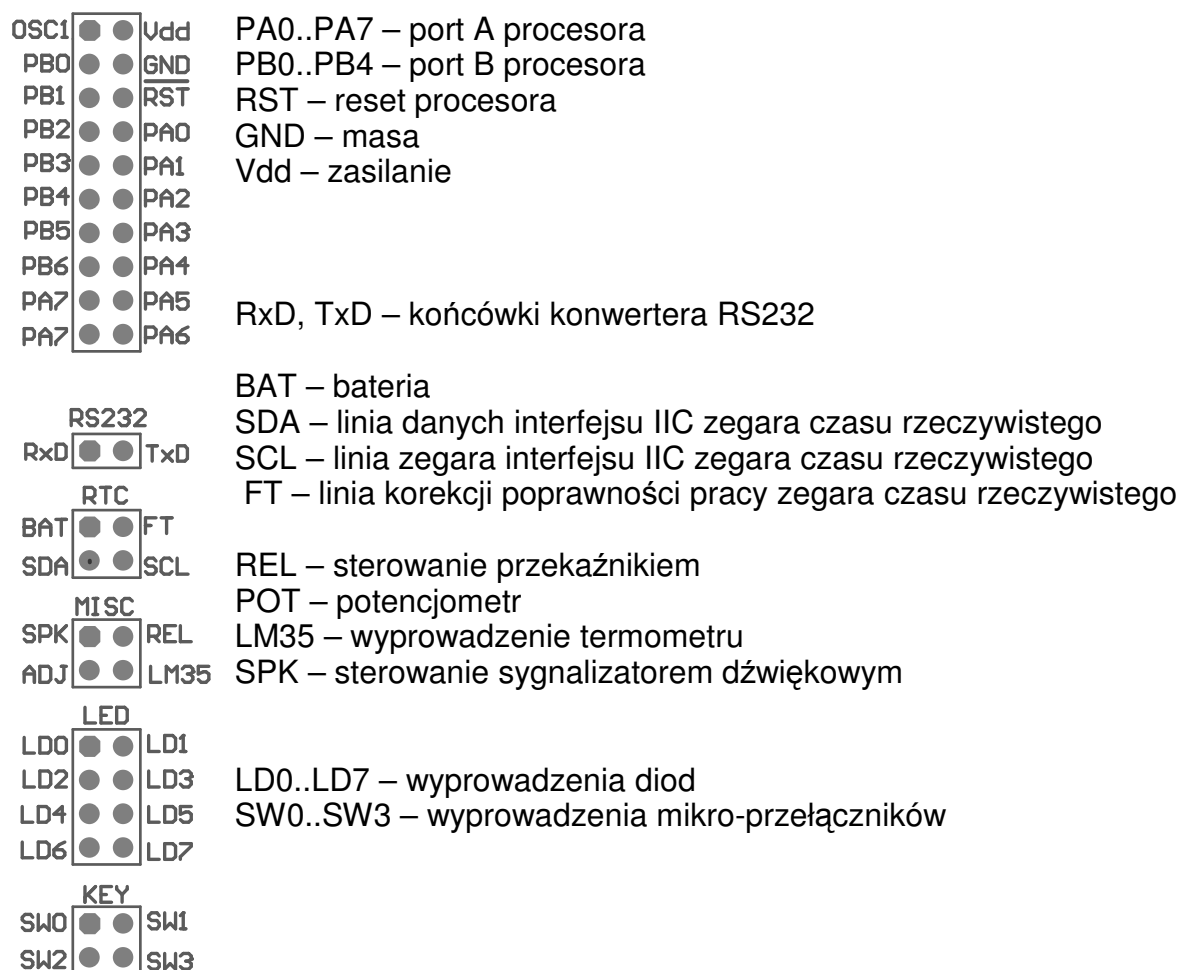 OSC1 Vdd PA0..PA7 – port A procesora
PB0 GND PB0..PB4 – port B procesora
PB1 RST RST – reset procesora
PB2 PA0 GND – masa
PB3 PA1 Vdd – zasilanie
PB4 PA2
PB5 PA3
PB6 PA4
PA7 PA5 RxD, TxD – końcówki konwertera RS232
PA7 PA6
BAT – bateria
RS232 SDA – linia danych interfejsu IIC zegara czasu rzeczywistego
RxD TxD SCL – linia zegara interfejsu IIC zegara czasu rzeczywistego
RTC FT – linia korekcji poprawności pracy zegara czasu rzeczywistego
BAT FT
SDA SCL REL – sterowanie przekaźnikiem
MISC POT – potencjometr
SPK REL LM35 – wyprowadzenie termometru
ADJ LM35 SPK – sterowanie sygnalizatorem dźwiękowym
LED
LD0 LD1
LD2 LD3 LD0..LD7 – wyprowadzenia diod
LD4 LD5 SW0..SW3 – wyprowadzenia mikro-przełączników
LD6 LD7
KEY
SW0 SW1
SW2 SW3